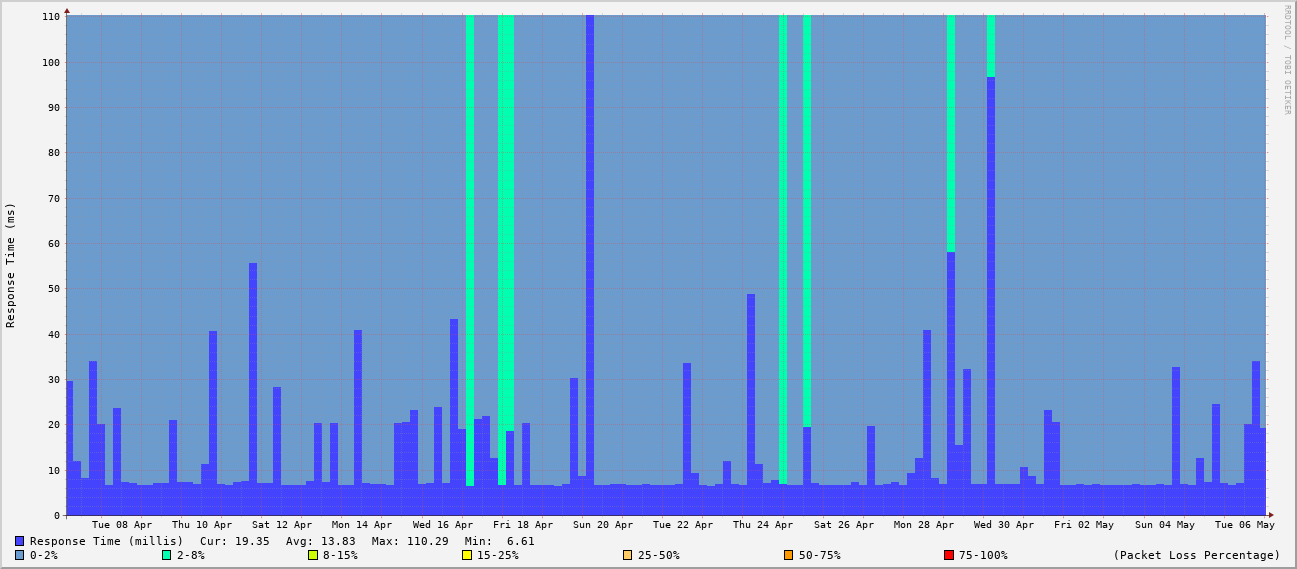 RRDTOOL / TOBI OETIKER
Response Time (ms)
110
100
90
80
70
60
50
40
30
20
10
0
Tue 08 Apr Thu 10 Apr Sat 12 Apr Mon 14 Apr Wed 16 Apr Fri 18 Apr Sun 20 Apr Tue 22 Apr Thu 24 Apr Sat 26 Apr Mon 28 Apr Wed 30 Apr Fri 02 May Sun 04 May Tue 06 May
Response Time (millis) Cur: 19.35 Avg: 13.83 Max: 110.29 Min: 6.61
0-2% 2-8% 8-15% 15-25% 25-50% 50-75% 75-100% (Packet Loss Percentage)